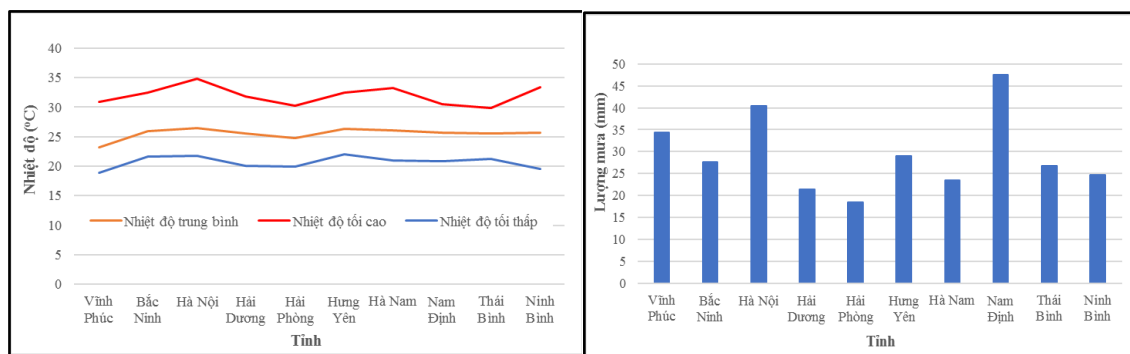 Nhiệt độ (°C)
40
35
30
25
20
15
10
5
0
Nhiệt độ trung bình
Nhiệt độ tối cao
Nhiệt độ tối thấp
Vĩnh Bắc Hà Nội Hải Hải Hưng Hà Nam Nam Thái Ninh
Phúc Ninh Dương Phòng Yên Định Bình Bình
Tỉnh
Lượng mưa (mm)
50
45
40
35
30
25
20
15
10
5
0
Vĩnh Bắc Hà Nội Hải Hải Hưng Hà Nam Nam Thái Ninh
Phúc Ninh Dương Phòng Yên Định Bình Bình
Tỉnh